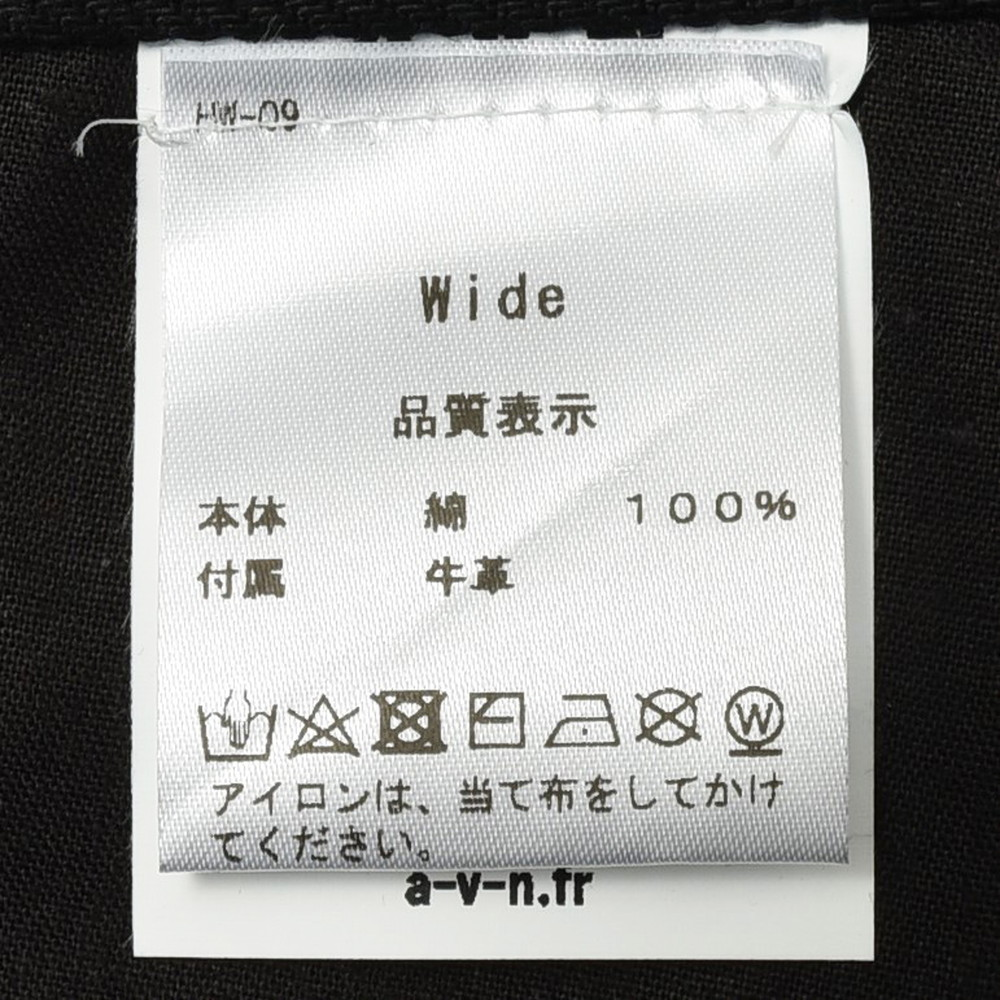 HW-09
Wide
品質表示
本体 綿 100%
付属 牛革
W
アイロンは、当て布をしてかけ
てください。
a-v-n.fr